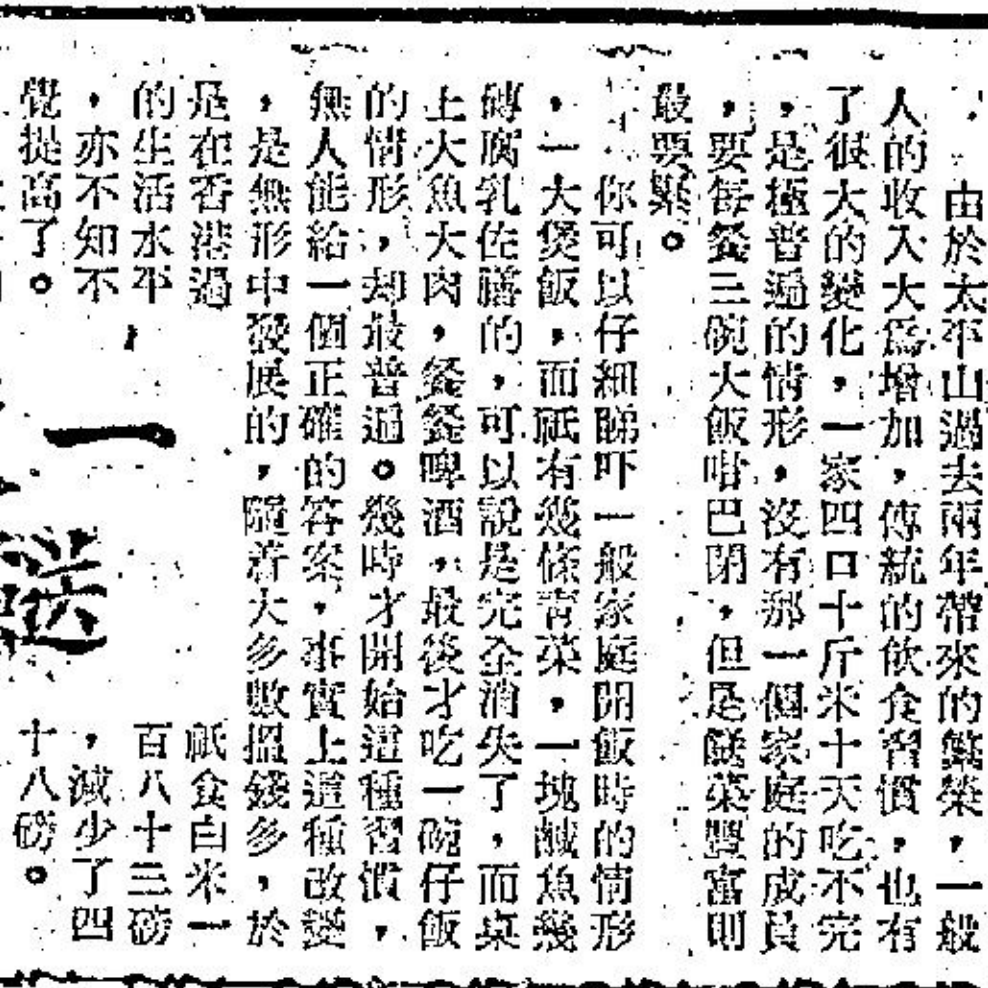 由於太平山過去兩年帶來的繁榮，一般
人的收入大為增加，傳統的飲食習慣，也有
了很大的變化，一家四口十斤米十天吃不完
，是極普遍的情形，沒有那一個家庭的成員
，要每餐三碗大飯咁巴閉，但是餸菜豐富則
最要緊。
你可以仔細睇吓一般家庭開飯時的情形
，一大煲飯，而祇有幾條青菜，一塊鹹魚幾
磚腐乳佐膳的，可以說是完全消失了，而桌
上大魚大肉，餐餐啤酒，最後才吃一碗仔飯
的情形，却最普遍。幾時才開始這種習慣，
無人能給一個正確的答案，事實上這種改變
，是無形中發展的，隨着大多數搵錢多，於
是在香港過
的生活水平
，亦不知不
覺提高了。
一
餸
祇食白米一
百八十三磅
，減少了四
十八磅。